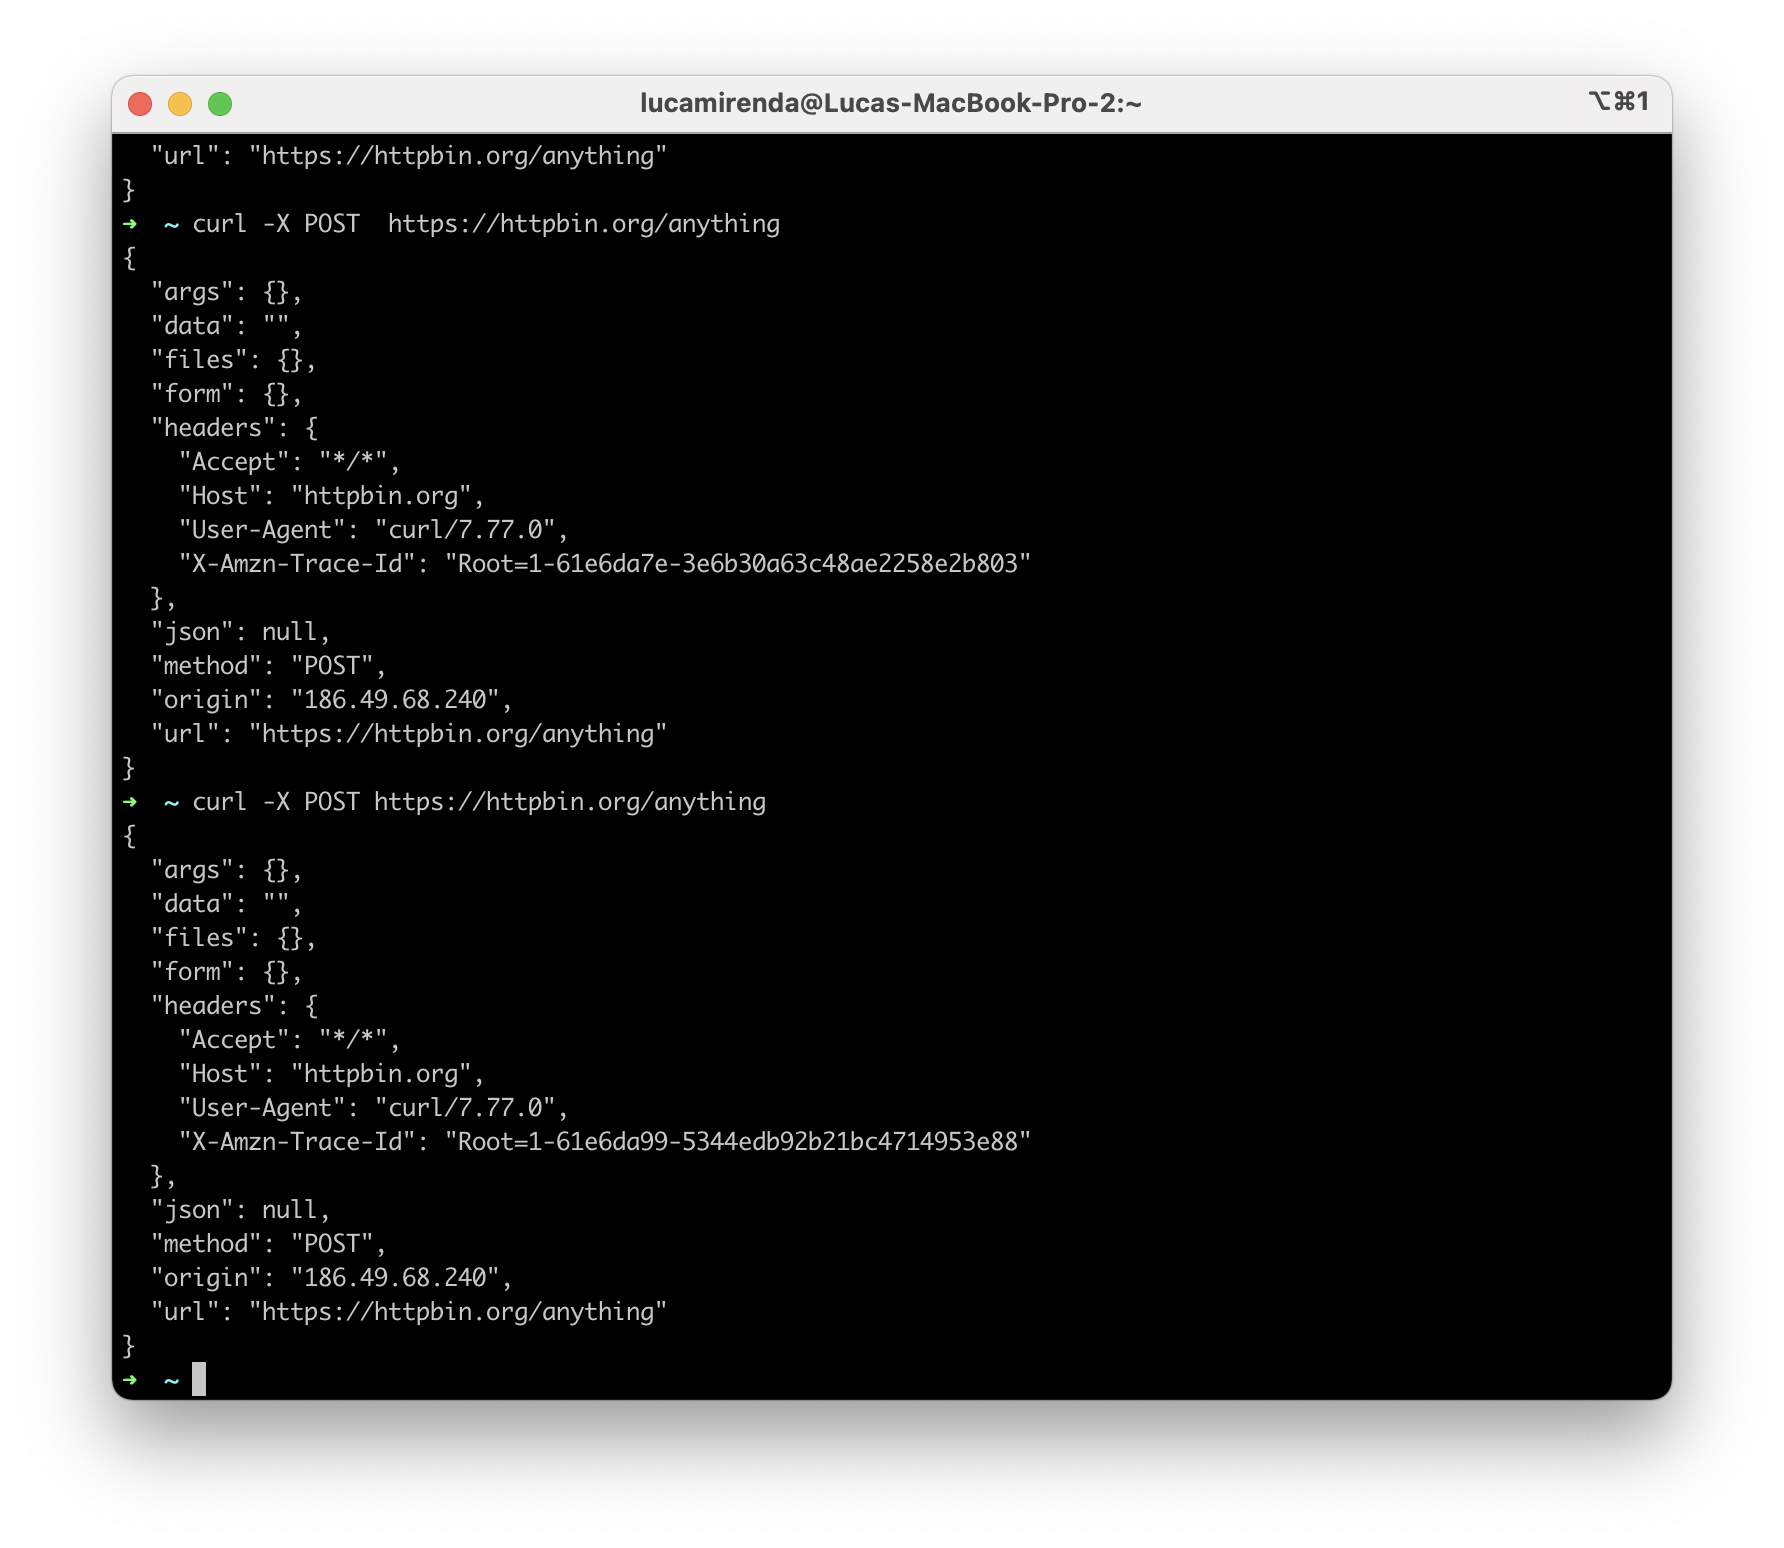 lucamirenda@Lucas-MacBook-Pro-2:~ ⌥⌘1
  "url": "https://httpbin.org/anything"
}
➜  ~ curl -X POST  https://httpbin.org/anything
{
  "args": {},
  "data": "",
  "files": {},
  "form": {},
  "headers": {
    "Accept": "*/*",
    "Host": "httpbin.org",
    "User-Agent": "curl/7.77.0",
    "X-Amzn-Trace-Id": "Root=1-61e6da7e-3e6b30a63c48ae2258e2b803"
  },
  "json": null,
  "method": "POST",
  "origin": "186.49.68.240",
  "url": "https://httpbin.org/anything"
}
➜  ~ curl -X POST https://httpbin.org/anything
{
  "args": {},
  "data": "",
  "files": {},
  "form": {},
  "headers": {
    "Accept": "*/*",
    "Host": "httpbin.org",
    "User-Agent": "curl/7.77.0",
    "X-Amzn-Trace-Id": "Root=1-61e6da99-5344edb92b21bc4714953e88"
  },
  "json": null,
  "method": "POST",
  "origin": "186.49.68.240",
  "url": "https://httpbin.org/anything"
}
➜  ~